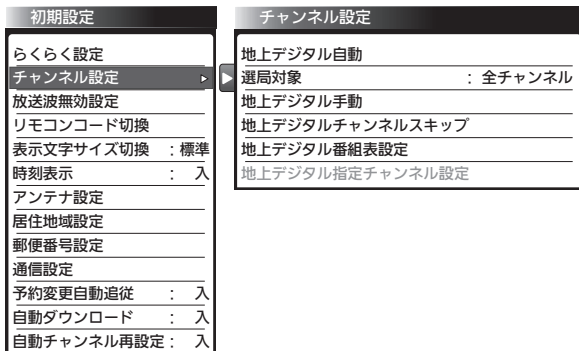 初期設定
らくらく設定
チャンネル設定
放送波無効設定
リモコンコード切換
表示文字サイズ切換 : 標準
時刻表示 : 入
アンテナ設定
居住地域設定
郵便番号設定
通信設定
予約変更自動追従 : 入
自動ダウンロード : 入
自動チャンネル再設定 : 入
チャンネル設定
地上デジタル自動
選局対象 : 全チャンネル
地上デジタル手動
地上デジタルチャンネルスキップ
地上デジタル番組表設定
地上デジタル指定チャンネル設定